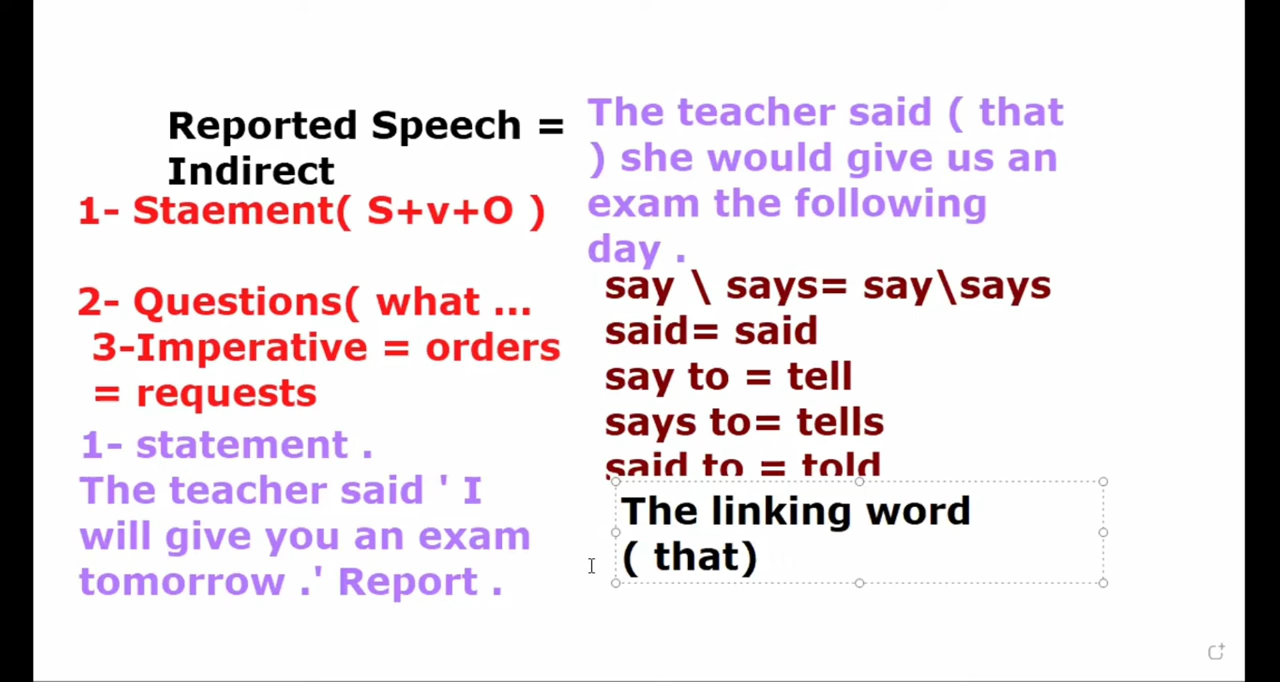 Reported Speech =
Indirect
1- Staement( S+v+O )
2- Questions( what ...
3-Imperative = orders
= requests
1- statement .
The teacher said ' I
will give you an exam
tomorrow .' Report .
The teacher said ( that
) she would give us an
exam the following
day .
say \ says= say\says
said= said
say to = tell
says to= tells
said to = told
The linking word
( that)